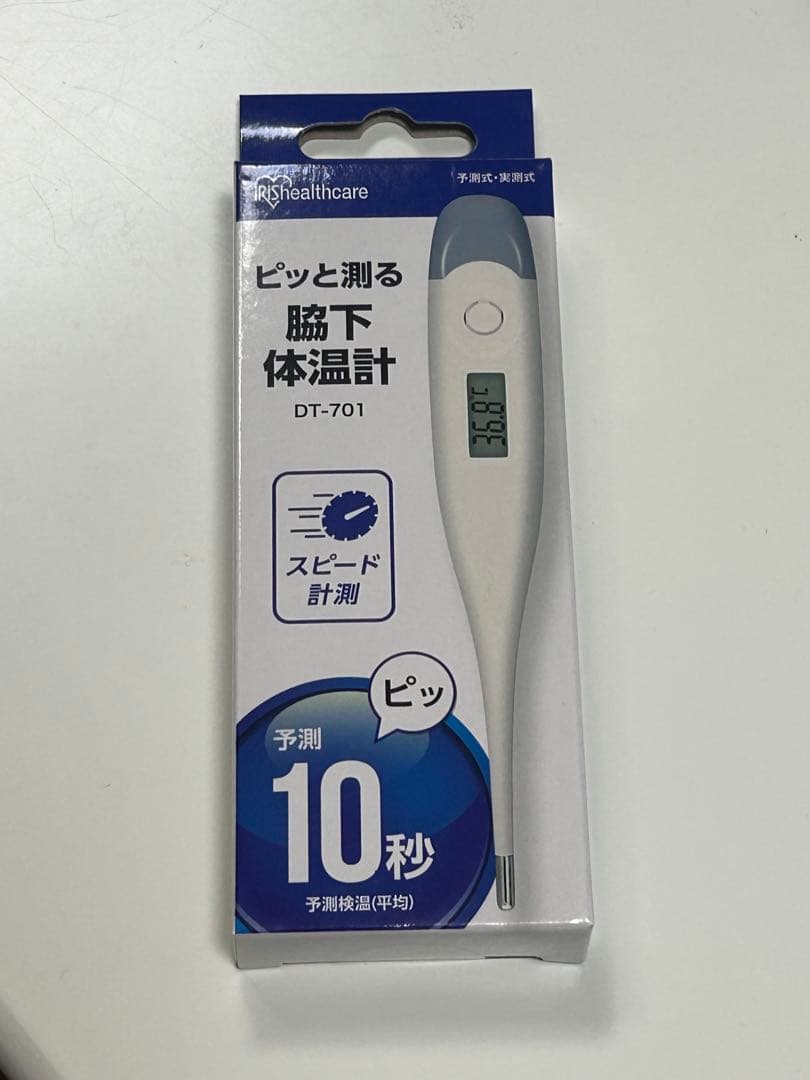 IRIShealthcare
予測式・実測式
ピッと測る
脇下
体温計
DT-701
36.8℃
スピード
計測
ピッ
予測
10秒
予測検温(平均)